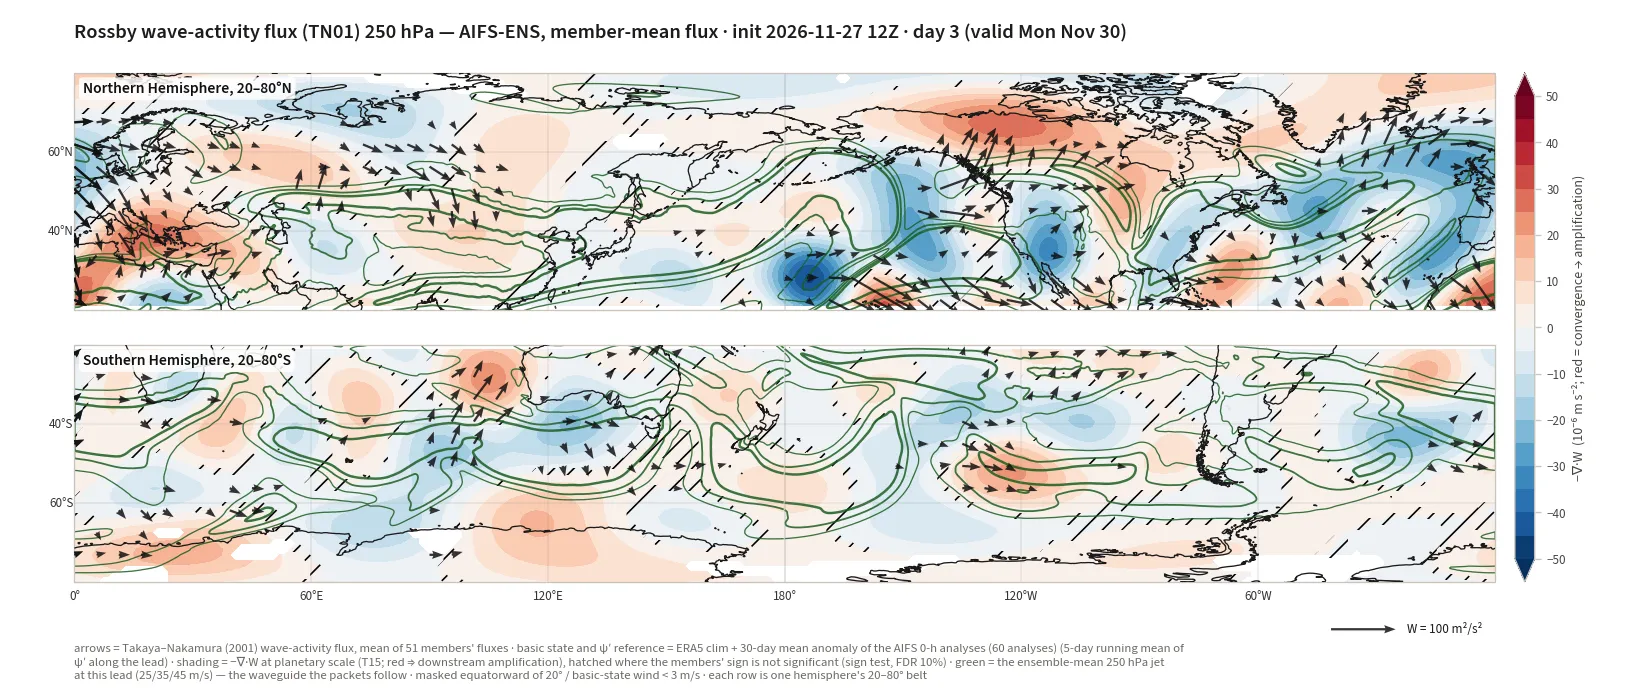 Rossby wave-activity flux (TN01) 250 hPa — AIFS-ENS, member-mean flux · init 2026-11-27 12Z · day 3 (valid Mon Nov 30)
Northern Hemisphere, 20–80°N
60°N
40°N
Southern Hemisphere, 20–80°S
40°S
60°S
0°
60°E
120°E
180°
120°W
60°W
50
40
30
20
10
0
−10
−20
−30
−40
−50
−∇·W (10⁻⁶ m s⁻²; red = convergence → amplification)
W = 100 m²/s²
arrows = Takaya–Nakamura (2001) wave-activity flux, mean of 51 members' fluxes · basic state and ψ' reference = ERA5 clim + 30-day mean anomaly of the AIFS 0-h analyses (60 analyses) (5-day running mean of
ψ' along the lead) · shading = −∇·W at planetary scale (T15; red ⇒ downstream amplification), hatched where the members' sign is not significant (sign test, FDR 10%) · green = the ensemble-mean 250 hPa jet
at this lead (25/35/45 m/s) — the waveguide the packets follow · masked equatorward of 20° / basic-state wind < 3 m/s · each row is one hemisphere's 20–80° belt